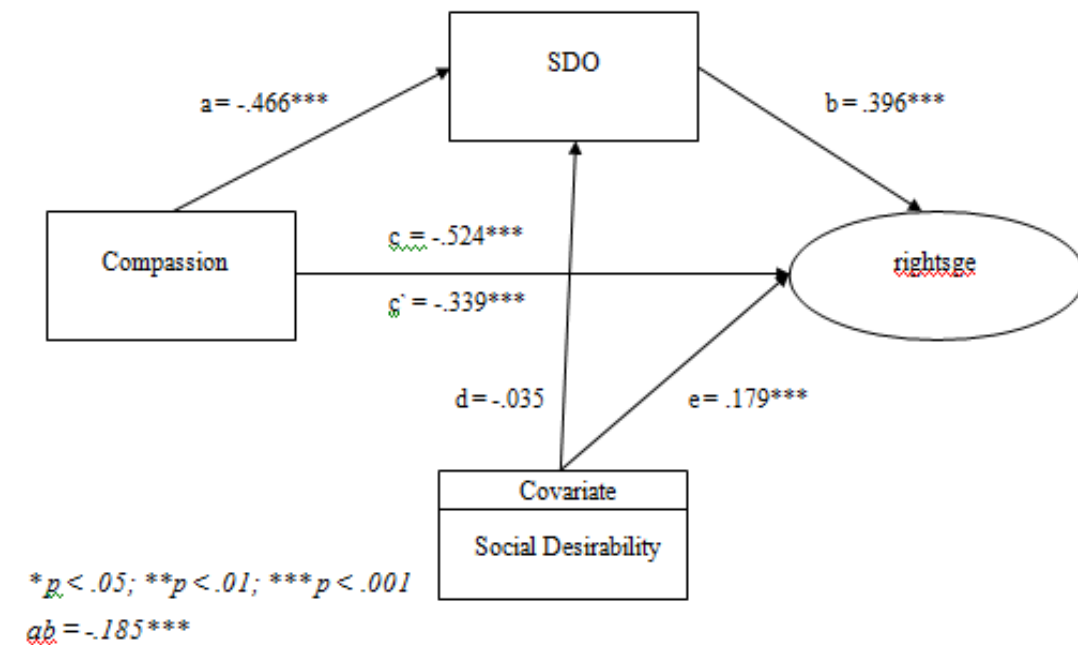 SDO
a = -.466***
b = .396***
Compassion
c = -.524***
rightsge
c` = -.339***
d = -.035
e = .179***
Covariate
Social Desirability
*p < .05; **p < .01; ***p < .001
ab = -.185***